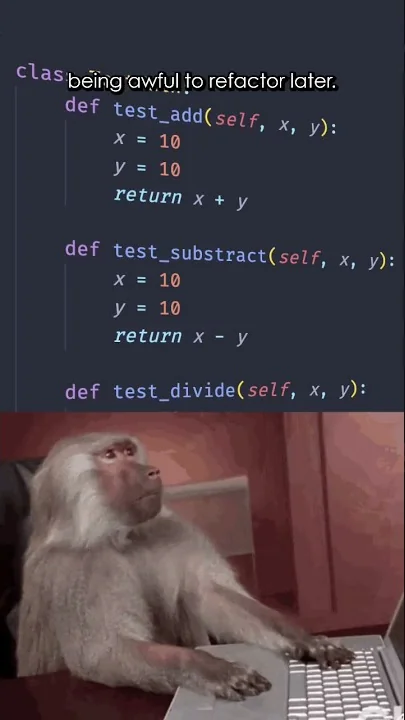 being awful to refactor later.
def test_add(self, x, y):
x = 10
y = 10
return x + y
def test_substract(self, x, y):
x = 10
y = 10
return x - y
def test_divide(self, x, y):